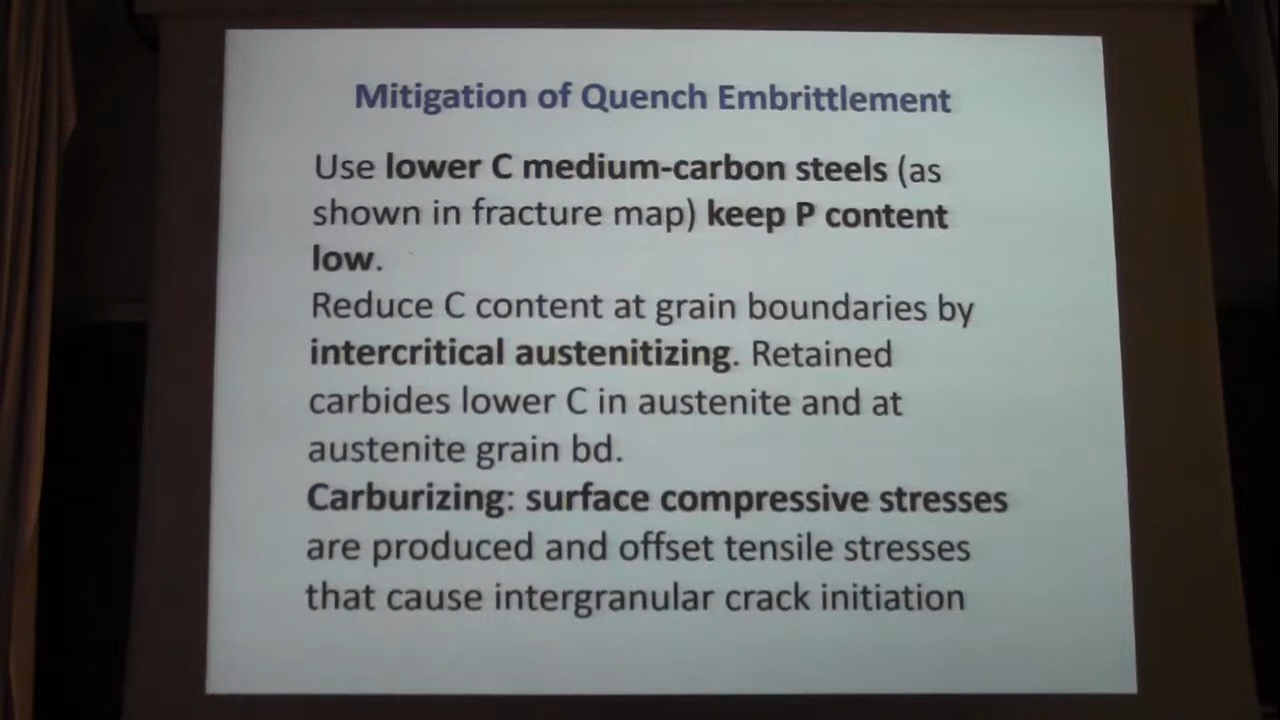 Mitigation of Quench Embrittlement
Use lower C medium-carbon steels (as
shown in fracture map) keep P content
low.
Reduce C content at grain boundaries by
intercritical austenitizing. Retained
carbides lower C in austenite and at
austenite grain bd.
Carburizing: surface compressive stresses
are produced and offset tensile stresses
that cause intergranular crack initiation